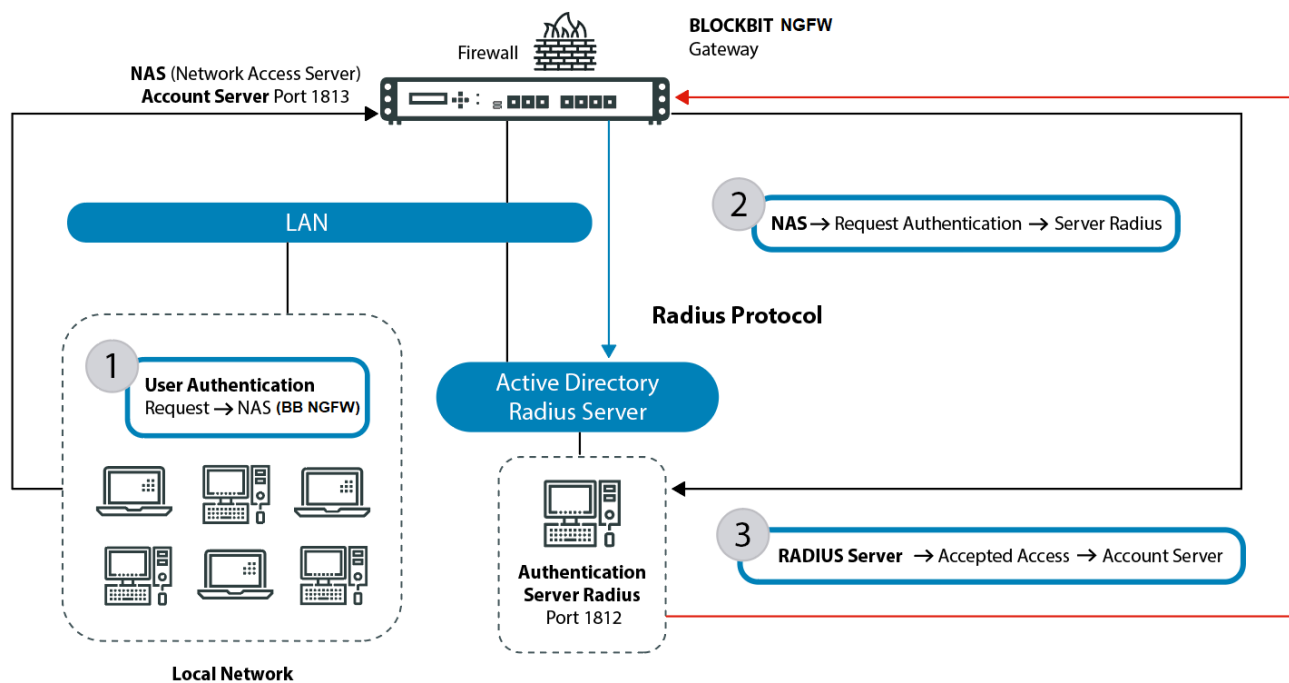 BLOCKBIT NGFW
Gateway
Firewall
NAS (Network Access Server)
Account Server Port 1813
LAN
2
NAS → Request Authentication → Server Radius
Radius Protocol
1
User Authentication
Request → NAS (BB NGFW)
Active Directory
Radius Server
3
RADIUS Server → Accepted Access → Account Server
Authentication
Server Radius
Port 1812
Local Network